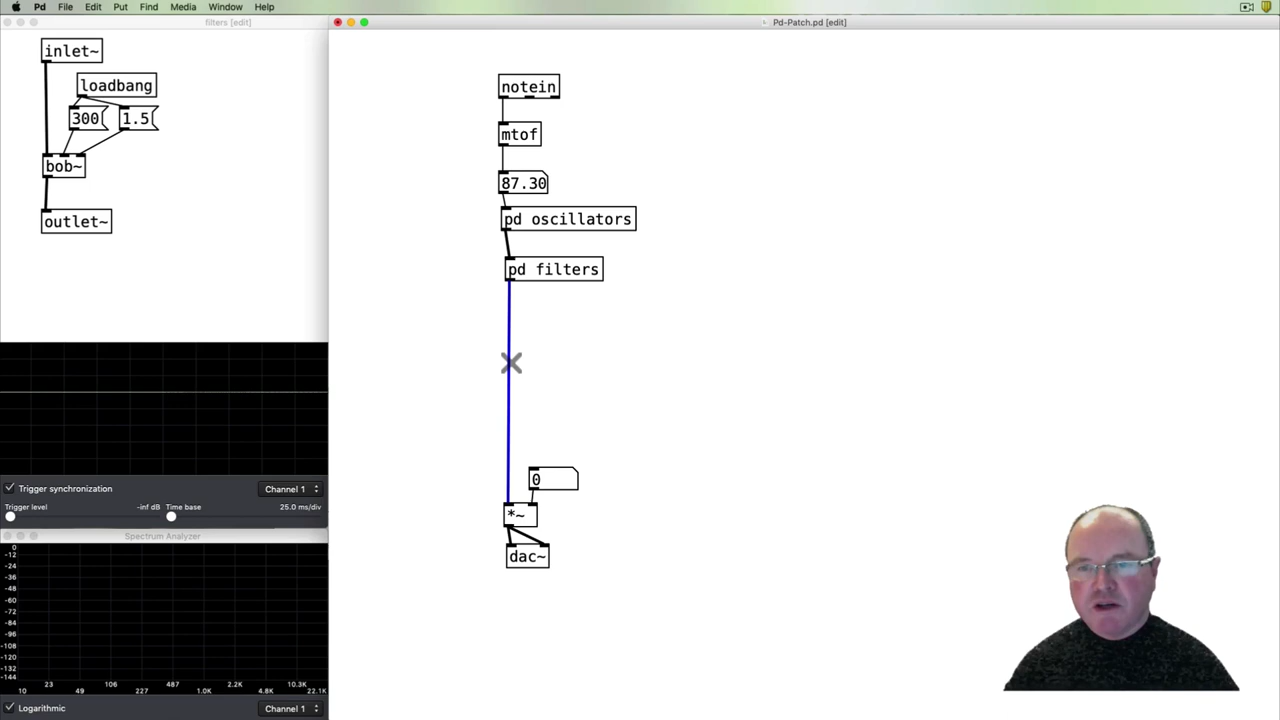 Pd File Edit Put Find Media Window Help
filters [edit]
Pd-Patch.pd [edit]
inlet~
loadbang
300
1.5
bob~
outlet~
notein
mtof
87.30
pd oscillators
pd filters
0
*~
dac~
Trigger synchronization
Channel 1
Trigger level
-inf dB
Time base
25.0 ms/div
Spectrum Analyzer
0
-12
-24
-36
-48
-60
-72
-84
-96
-108
-120
-132
-144
23 106 487 2.2K 10.3K
10 49 227 1.0K 4.8K 22.1K
Logarithmic
Channel 1